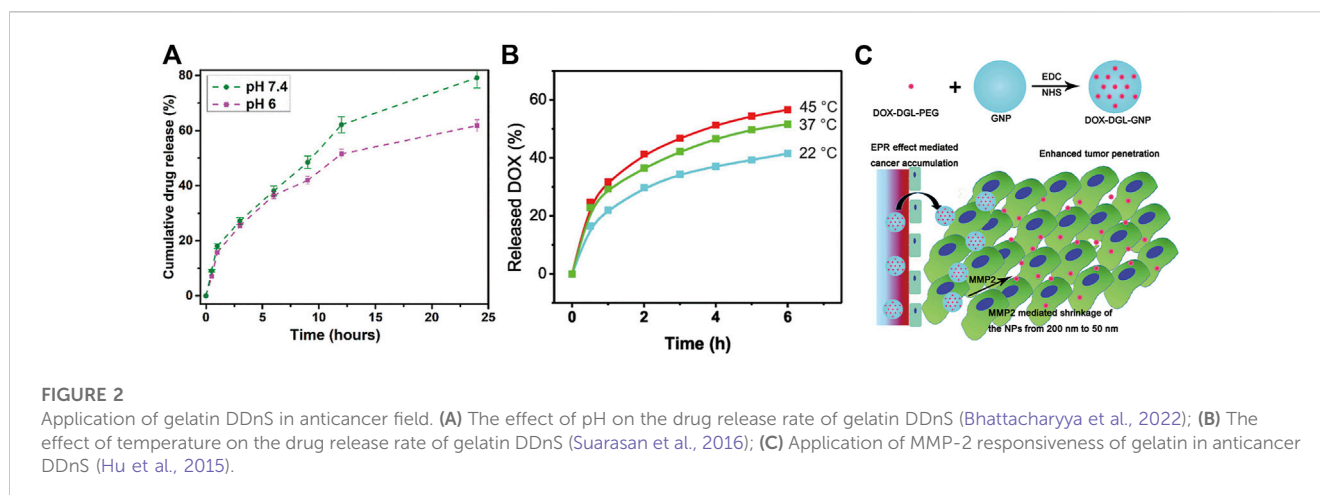 A
pH 7.4
pH 6
Cumulative drug release (%)
80
60
40
20
0
0
5
10
15
20
25
Time (hours)
B
Released DOX (%)
60
40
20
0
0
2
4
6
45 °C
37 °C
22 °C
Time (h)
C
+
EDC
NHS
DOX-DGL-PEG
GNP
DOX-DGL-GNP
EPR effect mediated
cancer accumulation
Enhanced tumor penetration
MMP2
MMP2 mediated shrinkage of
the NPs from 200 nm to 50 nm
FIGURE 2
Application of gelatin DDnS in anticancer field. (A) The effect of pH on the drug release rate of gelatin DDnS (Bhattacharyya et al., 2022); (B) The
effect of temperature on the drug release rate of gelatin DDnS (Suarasan et al., 2016); (C) Application of MMP-2 responsiveness of gelatin in anticancer
DDnS (Hu et al., 2015).